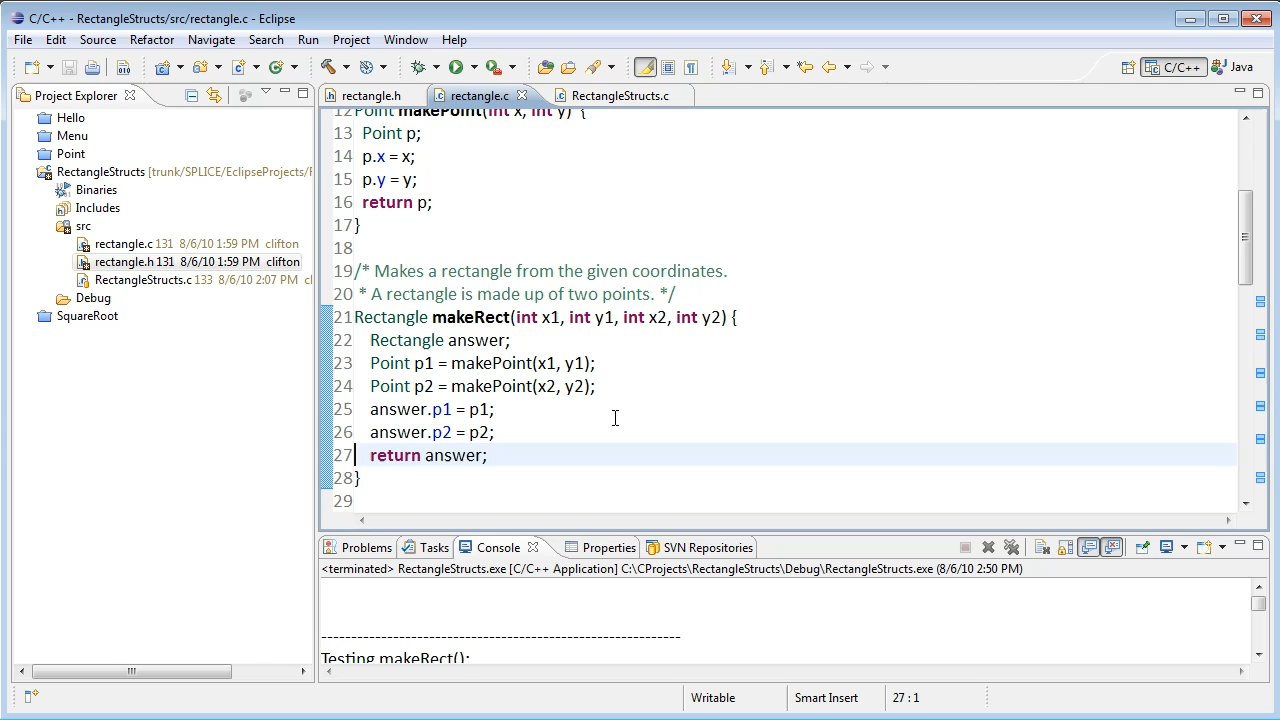 C/C++ - RectangleStructs/src/rectangle.c - Eclipse
File Edit Source Refactor Navigate Search Run Project Window Help
C/C++ Java
Project Explorer
rectangle.h rectangle.c RectangleStructs.c
Hello
Menu
Point
RectangleStructs [trunk/SPLICE/EclipseProjects/
Binaries
Includes
src
rectangle.c 131 8/6/10 1:59 PM clifton
rectangle.h 131 8/6/10 1:59 PM clifton
RectangleStructs.c 133 8/6/10 2:07 PM cl
Debug
SquareRoot
12 Point makePoint(int x, int y) {
13 Point p;
14 p.x = x;
15 p.y = y;
16 return p;
17 }
18
19 /* Makes a rectangle from the given coordinates.
20 * A rectangle is made up of two points. */
21 Rectangle makeRect(int x1, int y1, int x2, int y2) {
22 Rectangle answer;
23 Point p1 = makePoint(x1, y1);
24 Point p2 = makePoint(x2, y2);
25 answer.p1 = p1;
26 answer.p2 = p2;
27 return answer;
28 }
29
Problems Tasks Console Properties SVN Repositories
<terminated> RectangleStructs.exe [C/C++ Application] C:\CProjects\RectangleStructs\Debug\RectangleStructs.exe (8/6/10 2:50 PM)
------------------------------------------------------------
Testing makeRect();
Writable Smart Insert 27 : 1